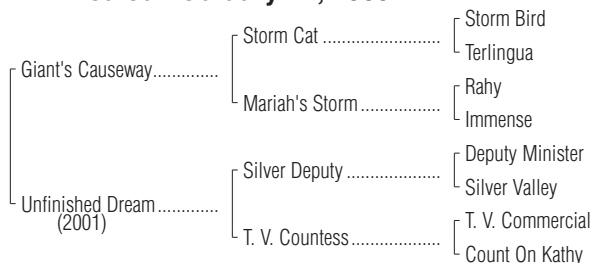 Storm Bird
Storm Cat........................
Terlingua
Giant's Causeway..............
Rahy
Mariah's Storm ..................
Immense
Deputy Minister
Silver Deputy .....................
Silver Valley
Unfinished Dream.............
(2001)
T. V. Commercial
T. V. Countess....................
Count On Kathy